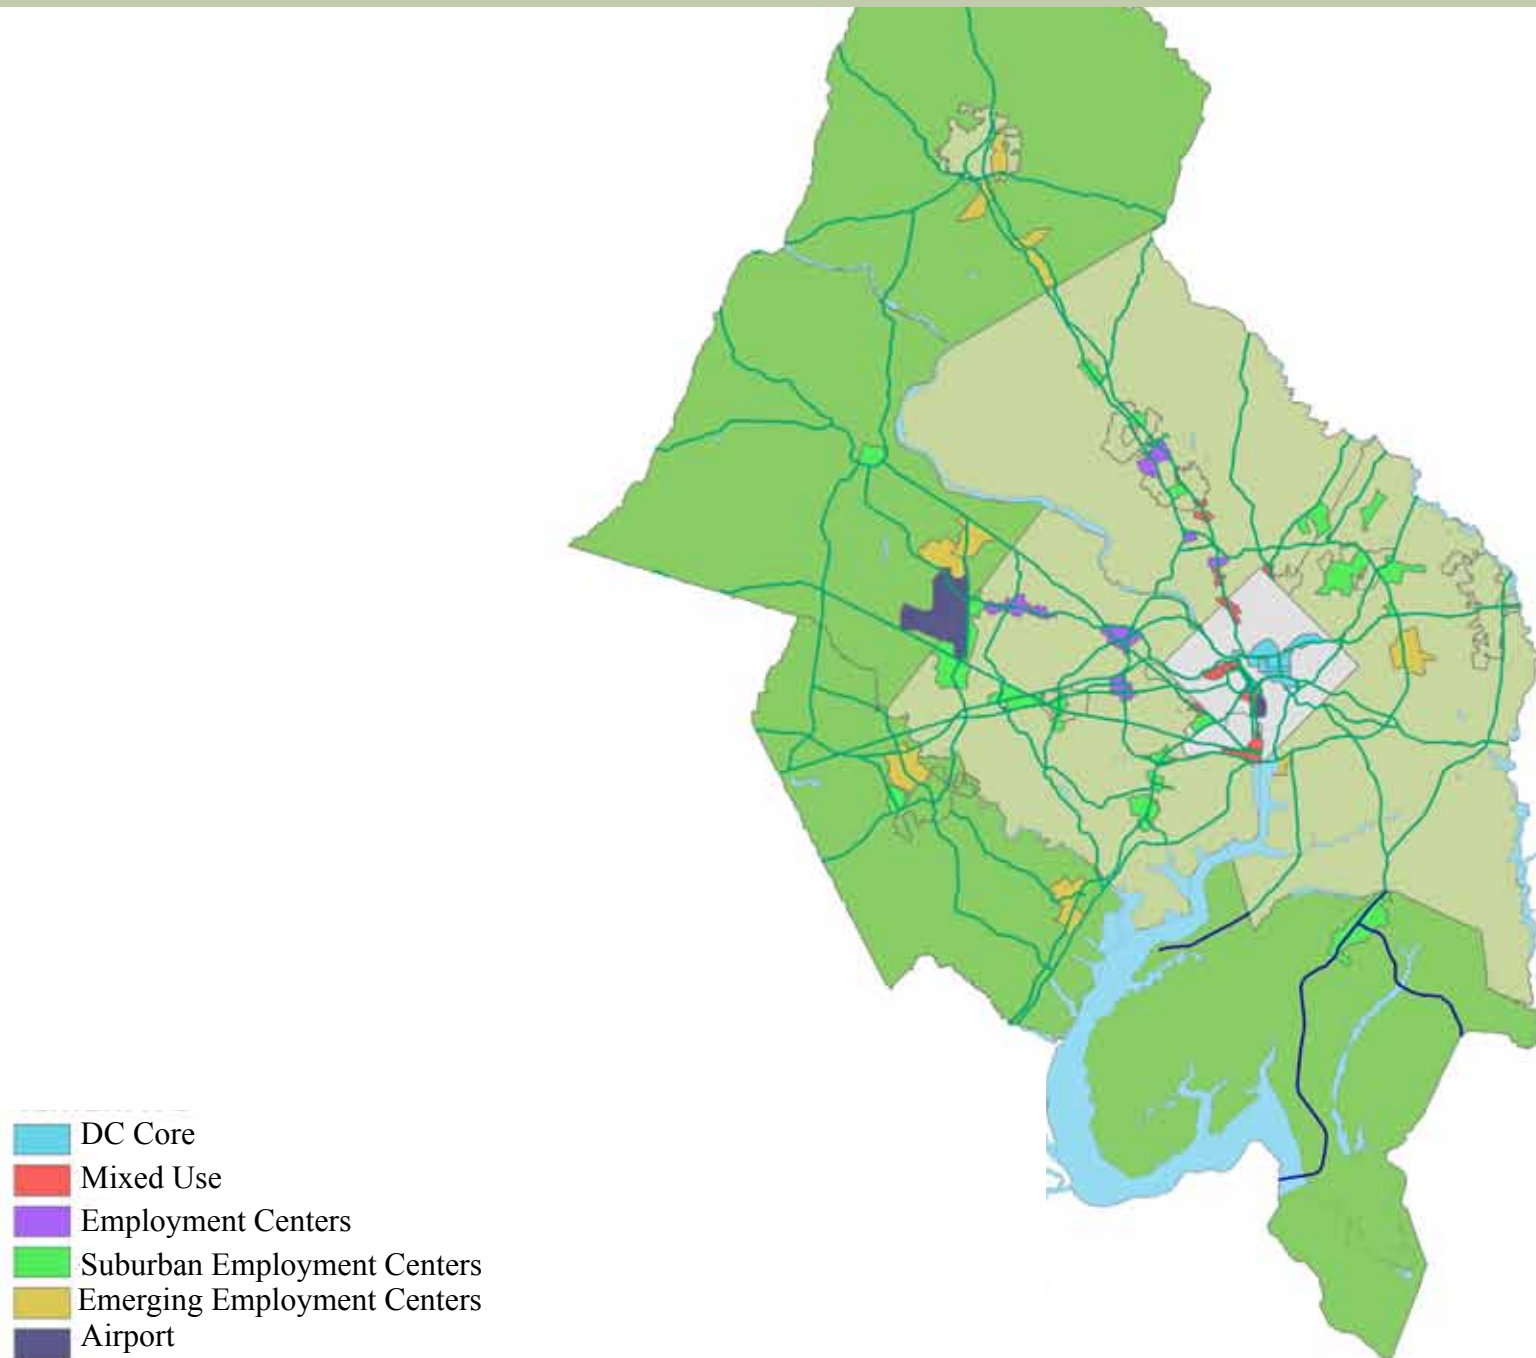 DC Core
Mixed Use
Employment Centers
Suburban Employment Centers
Emerging Employment Centers
Airport